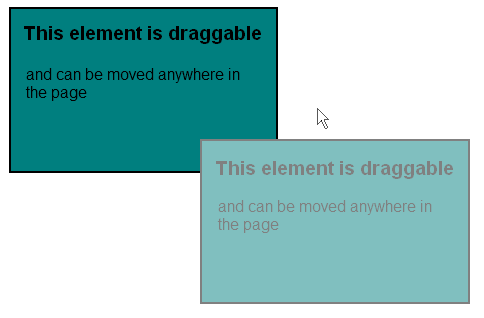 This element is draggable
and can be moved anywhere in
the page
This element is draggable
and can be moved anywhere in
the page